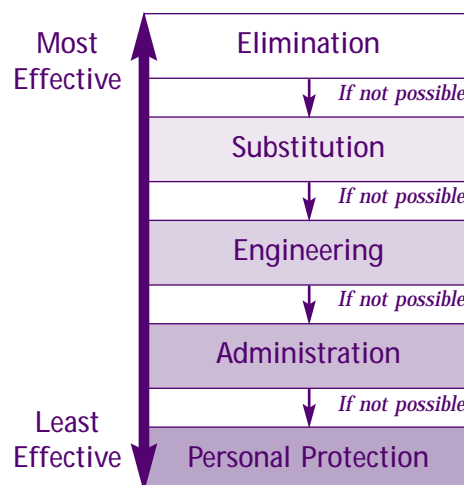 Most
Effective
Elimination
If not possible
Substitution
If not possible
Engineering
If not possible
Administration
If not possible
Least
Effective
Personal Protection